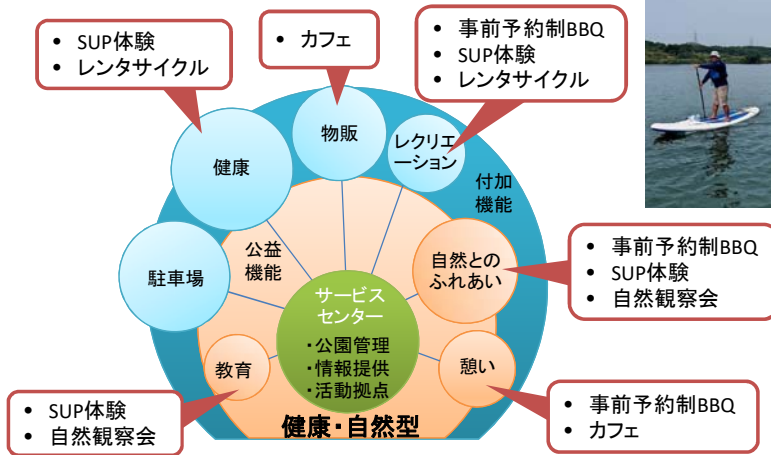 • SUP体験
• レンタサイクル
• カフェ
• 事前予約制BBQ
• SUP体験
• レンタサイクル
物販
レクリエ
ーション
健康
付加
機能
公益
機能
自然との
ふれあい
• 事前予約制BBQ
• SUP体験
• 自然観察会
駐車場
サービス
センター
・公園管理
・情報提供
・活動拠点
教育
憩い
• SUP体験
• 自然観察会
健康・自然型
• 事前予約制BBQ
• カフェ